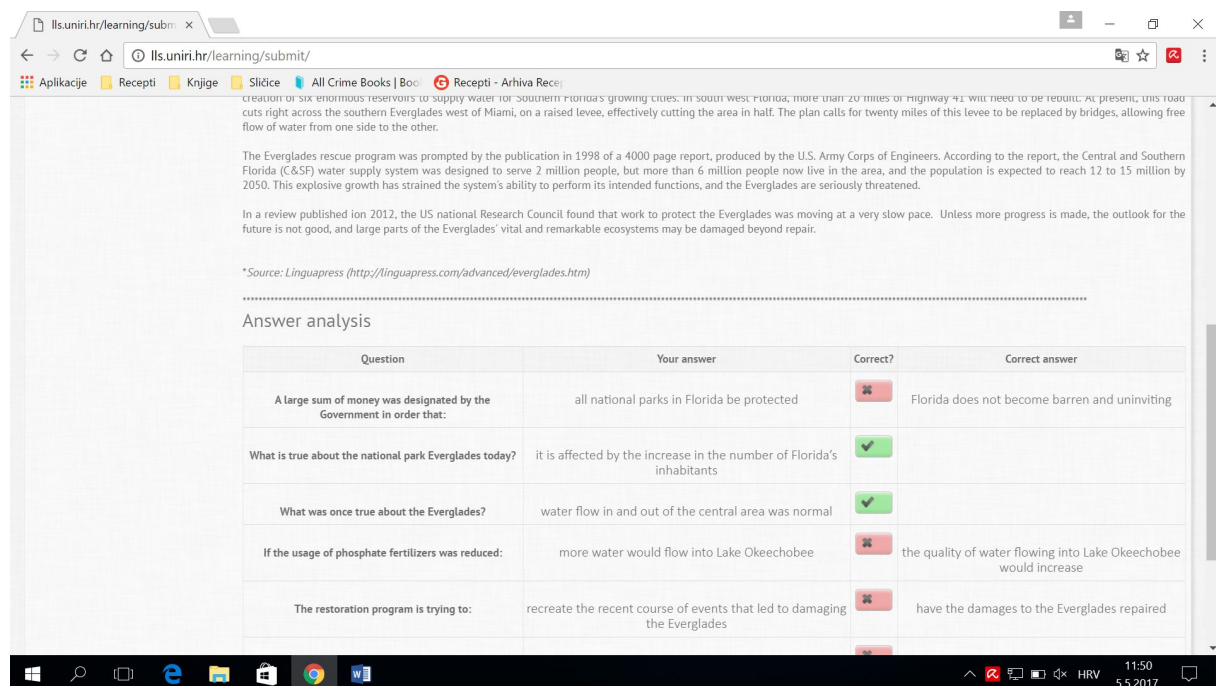 lls.uniri.hr/learning/subm
lls.uniri.hr/learning/submit/
Aplikacije Recepti Knjige Sličice All Crime Books | Boo Recepti - Arhiva Rece
creation of six enormous reservoirs to supply water for Southern Florida's growing cities. In south west Florida, more than 20 miles of Highway 41 will need to be rebuilt. At present, this road
cuts right across the southern Everglades west of Miami, on a raised levee, effectively cutting the area in half. The plan calls for twenty miles of this levee to be replaced by bridges, allowing free
flow of water from one side to the other.
The Everglades rescue program was prompted by the publication in 1998 of a 4000 page report, produced by the U.S. Army Corps of Engineers. According to the report, the Central and Southern
Florida (C&SF) water supply system was designed to serve 2 million people, but more than 6 million people now live in the area, and the population is expected to reach 12 to 15 million by
2050. This explosive growth has strained the system's ability to perform its intended functions, and the Everglades are seriously threatened.
In a review published ion 2012, the US national Research Council found that work to protect the Everglades was moving at a very slow pace. Unless more progress is made, the outlook for the
future is not good, and large parts of the Everglades' vital and remarkable ecosystems may be damaged beyond repair.
*Source: Linguapress (http://linguapress.com/advanced/everglades.htm)
Answer analysis
Question Your answer Correct? Correct answer
A large sum of money was designated by the
Government in order that:
all national parks in Florida be protected
Florida does not become barren and uninviting
What is true about the national park Everglades today?
it is affected by the increase in the number of Florida's
inhabitants
What was once true about the Everglades?
water flow in and out of the central area was normal
If the usage of phosphate fertilizers was reduced:
more water would flow into Lake Okeechobee
the quality of water flowing into Lake Okeechobee
would increase
The restoration program is trying to:
recreate the recent course of events that led to damaging
the Everglades
have the damages to the Everglades repaired
HRV
11:50
5.5.2017